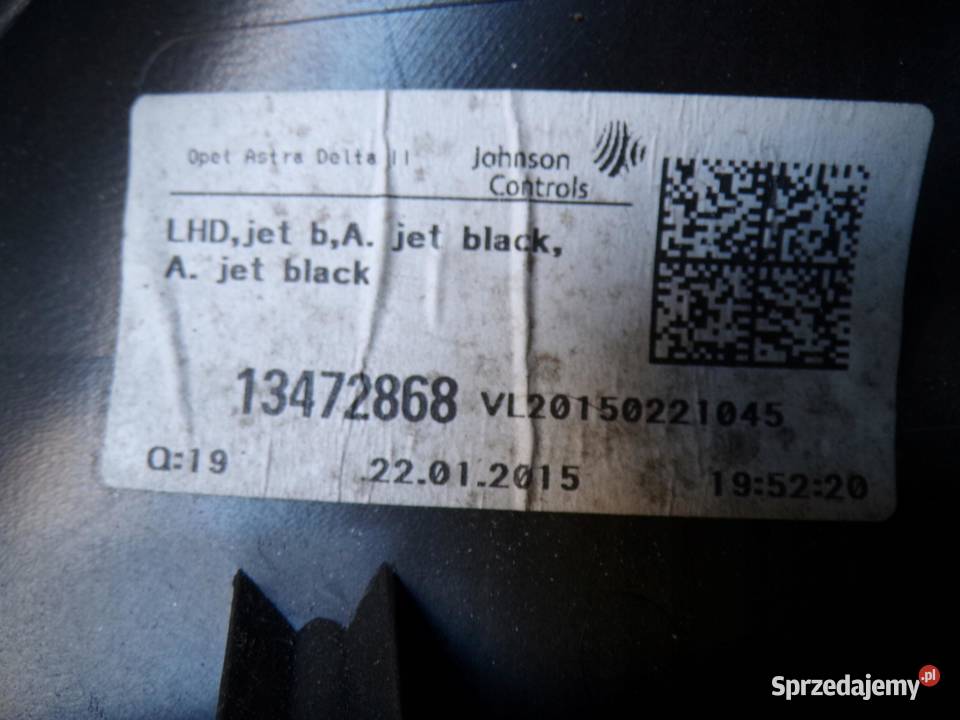 Opel Astra Delta II
Johnson
Controls
LHD,jet b,A. jet black,
A. jet black
13472868 VL20150221045
Q:19 22.01.2015 19:52:20
Sprzedajemy.pl